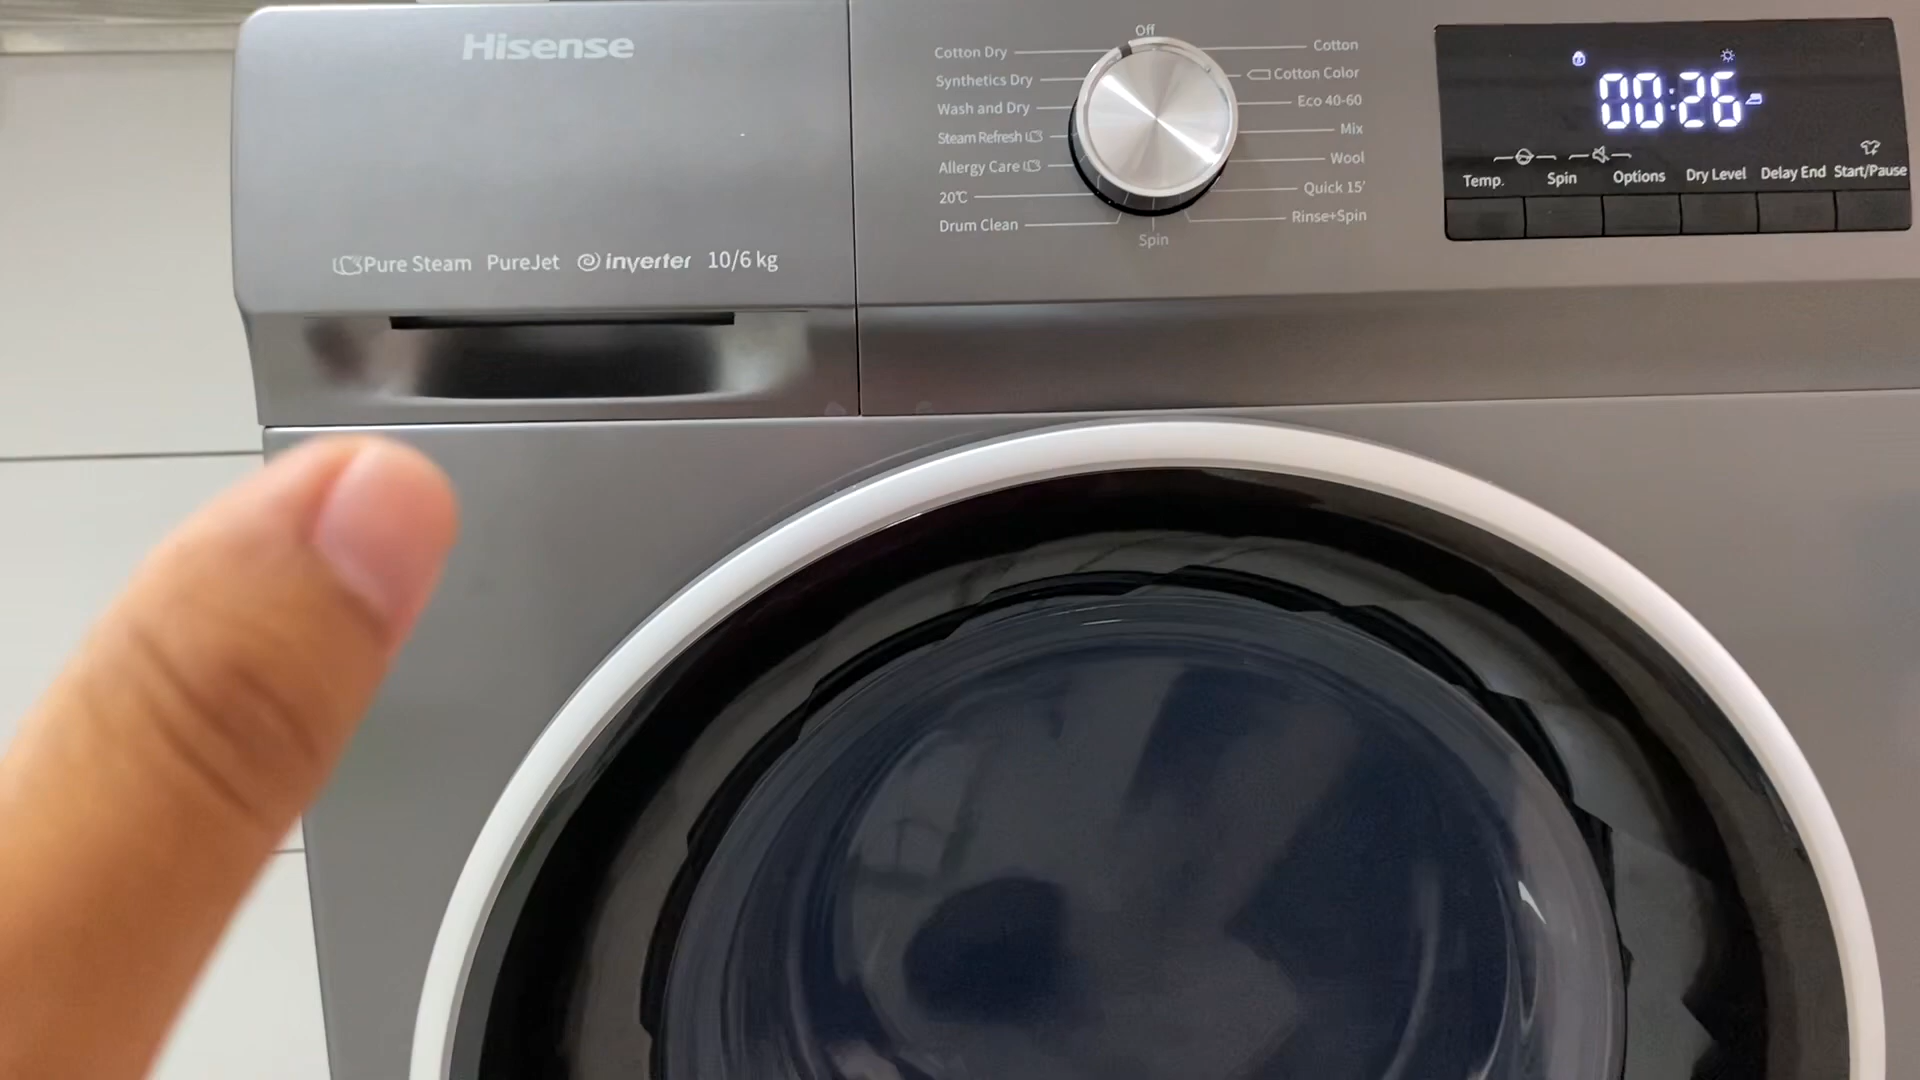 Hisense
Pure Steam PureJet inverter 10/6 kg
Off
Cotton Dry
Synthetics Dry
Wash and Dry
Steam Refresh
Allergy Care
20℃
Drum Clean
Spin
Cotton
Cotton Color
Eco 40-60
Mix
Wool
Quick 15'
Rinse+Spin
00:26
Temp. Spin Options Dry Level Delay End Start/Pause